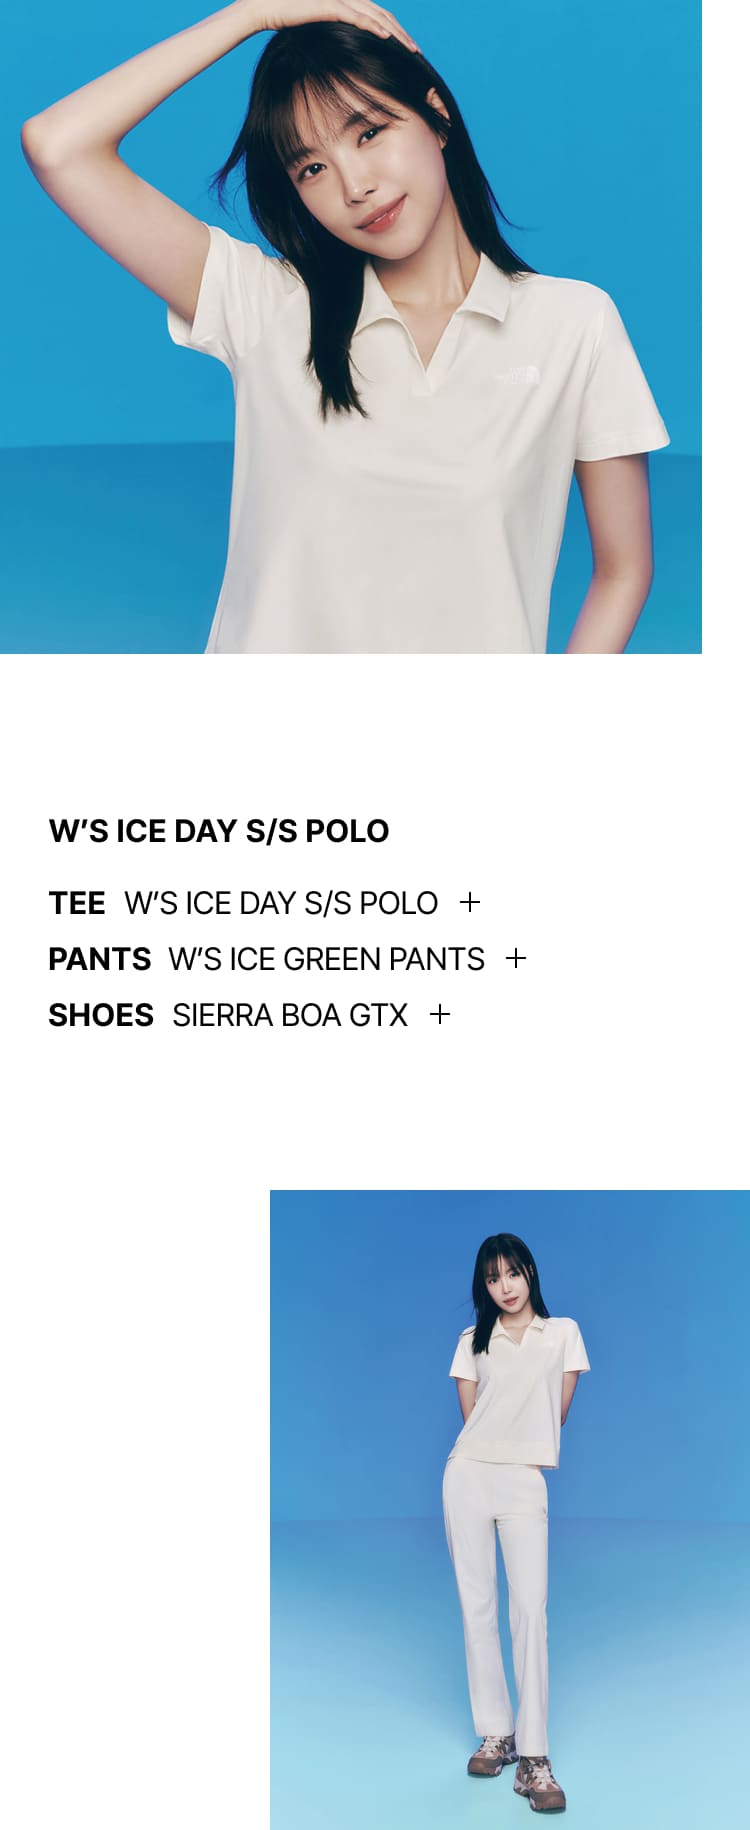 W’S ICE DAY S/S POLO
TEE W’S ICE DAY S/S POLO +
PANTS W’S ICE GREEN PANTS +
SHOES SIERRA BOA GTX +